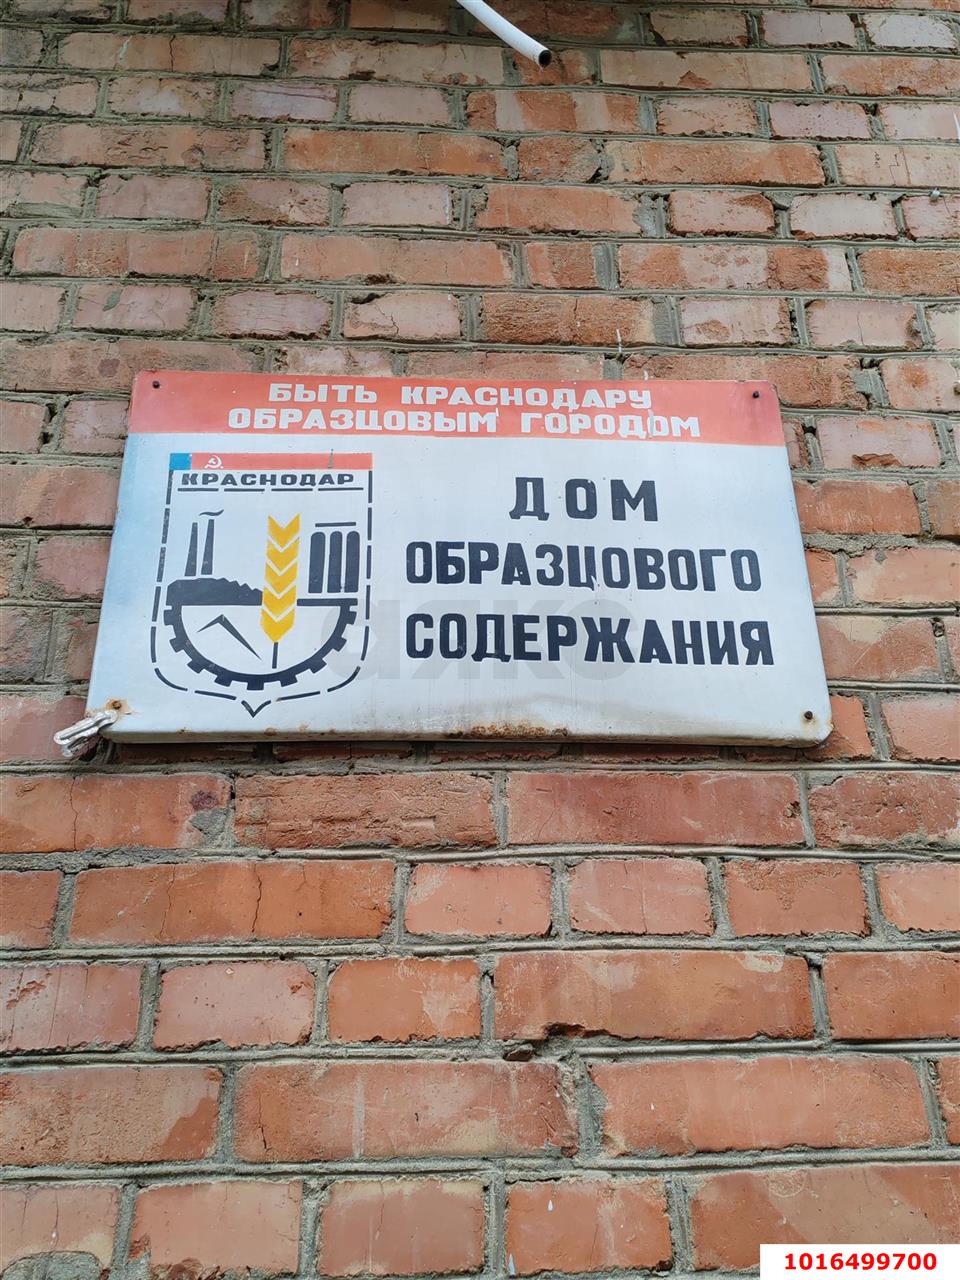 БЫТЬ КРАСНОДАРУ
ОБРАЗЦОВЫМ ГОРОДОМ
КРАСНОДАР
ДОМ
ОБРАЗЦОВОГО
СОДЕРЖАНИЯ
1016499700